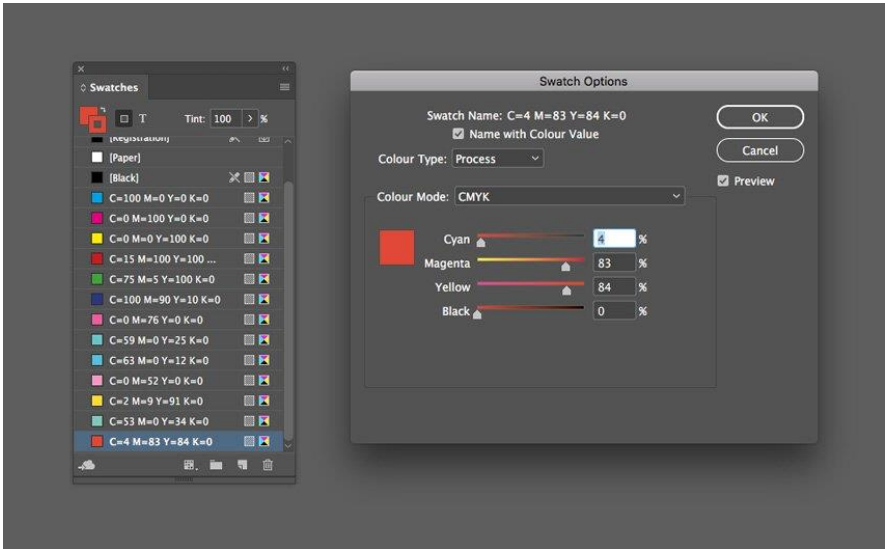 Swatches
T Tint: 100 %
[Registration]
[Paper]
[Black]
C=100 M=0 Y=0 K=0
C=0 M=100 Y=0 K=0
C=0 M=0 Y=100 K=0
C=15 M=100 Y=100 ...
C=75 M=5 Y=100 K=0
C=100 M=90 Y=10 K=0
C=0 M=76 Y=0 K=0
C=59 M=0 Y=25 K=0
C=63 M=0 Y=12 K=0
C=0 M=52 Y=0 K=0
C=2 M=9 Y=91 K=0
C=53 M=0 Y=34 K=0
C=4 M=83 Y=84 K=0
Swatch Options
Swatch Name: C=4 M=83 Y=84 K=0
Name with Colour Value
Colour Type: Process
Colour Mode: CMYK
Cyan 4 %
Magenta 83 %
Yellow 84 %
Black 0 %
OK
Cancel
Preview